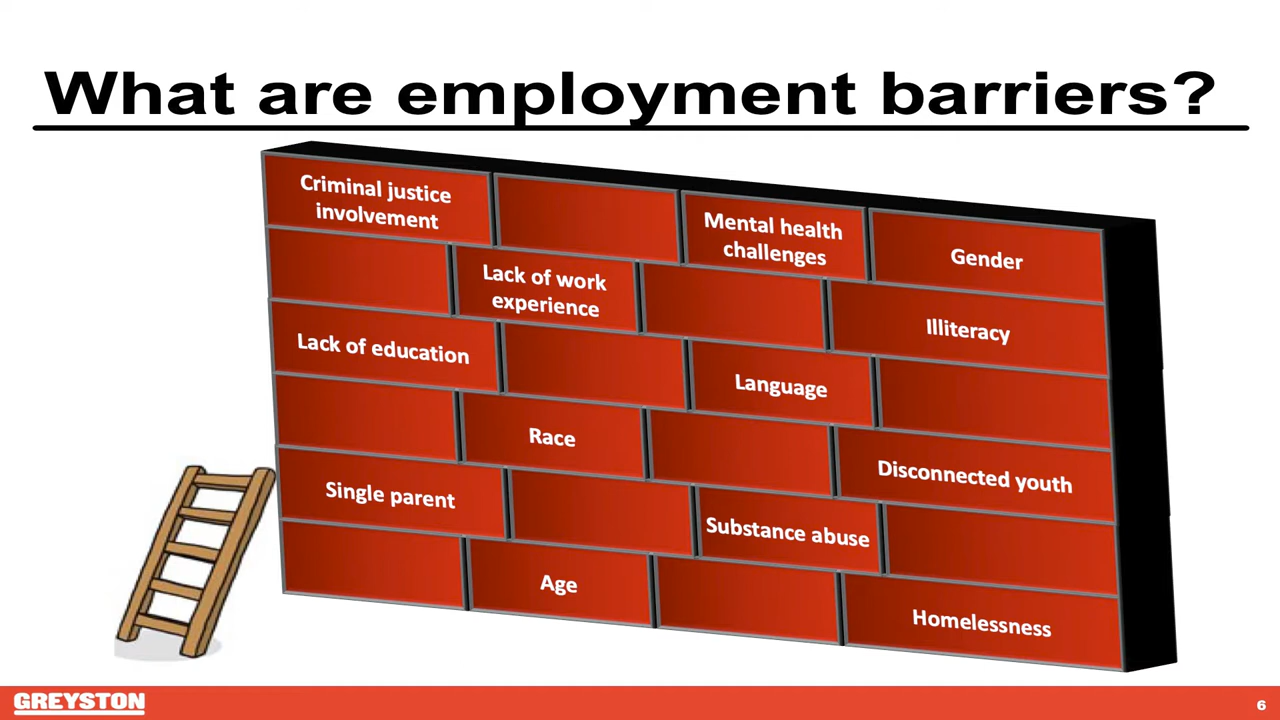 What are employment barriers?
Criminal justice
involvement
Mental health
challenges
Gender
Lack of work
experience
Illiteracy
Lack of education
Language
Race
Disconnected youth
Single parent
Substance abuse
Age
Homelessness
GREYSTON
6